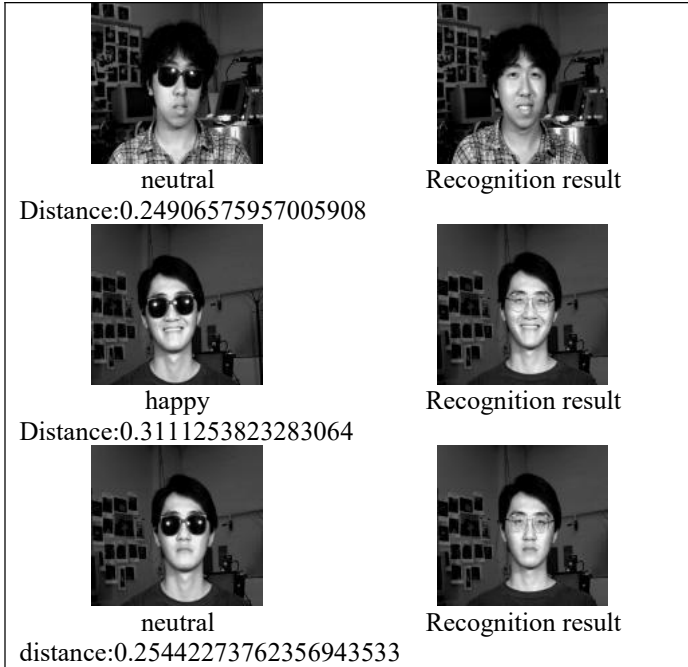 neutral
Recognition result
Distance:0.24906575957005908
happy
Recognition result
Distance:0.3111253823283064
neutral
Recognition result
distance:0.25442273762356943533